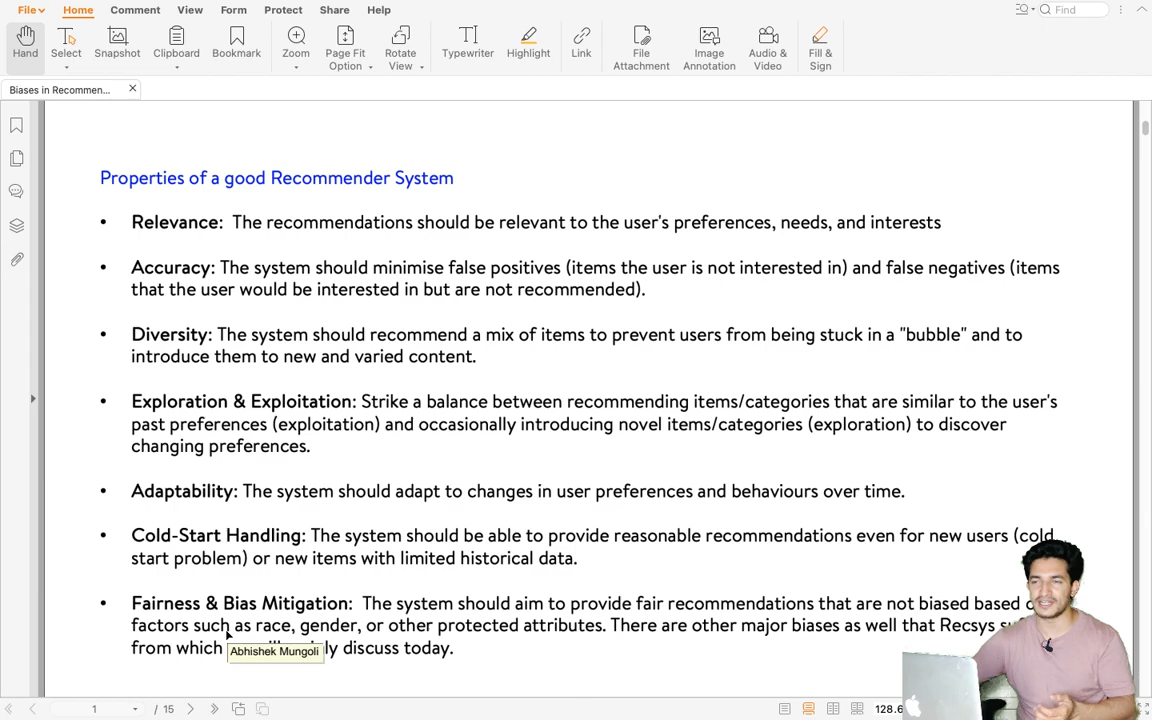 File Home Comment View Form Protect Share Help Find
Hand Select Snapshot Clipboard Bookmark Zoom Page Fit Option Rotate View Typewriter Highlight Link File Attachment Image Annotation Audio & Video Fill & Sign
Biases in Recommen...
Properties of a good Recommender System
• Relevance: The recommendations should be relevant to the user's preferences, needs, and interests
• Accuracy: The system should minimise false positives (items the user is not interested in) and false negatives (items
that the user would be interested in but are not recommended).
• Diversity: The system should recommend a mix of items to prevent users from being stuck in a "bubble" and to
introduce them to new and varied content.
• Exploration & Exploitation: Strike a balance between recommending items/categories that are similar to the user's
past preferences (exploitation) and occasionally introducing novel items/categories (exploration) to discover
changing preferences.
• Adaptability: The system should adapt to changes in user preferences and behaviours over time.
• Cold-Start Handling: The system should be able to provide reasonable recommendations even for new users (cold
start problem) or new items with limited historical data.
• Fairness & Bias Mitigation: The system should aim to provide fair recommendations that are not biased based
factors such as race, gender, or other protected attributes. There are other major biases as well that Recsys
from which discuss today.
Abhishek Mungoli
1 / 15 128.6